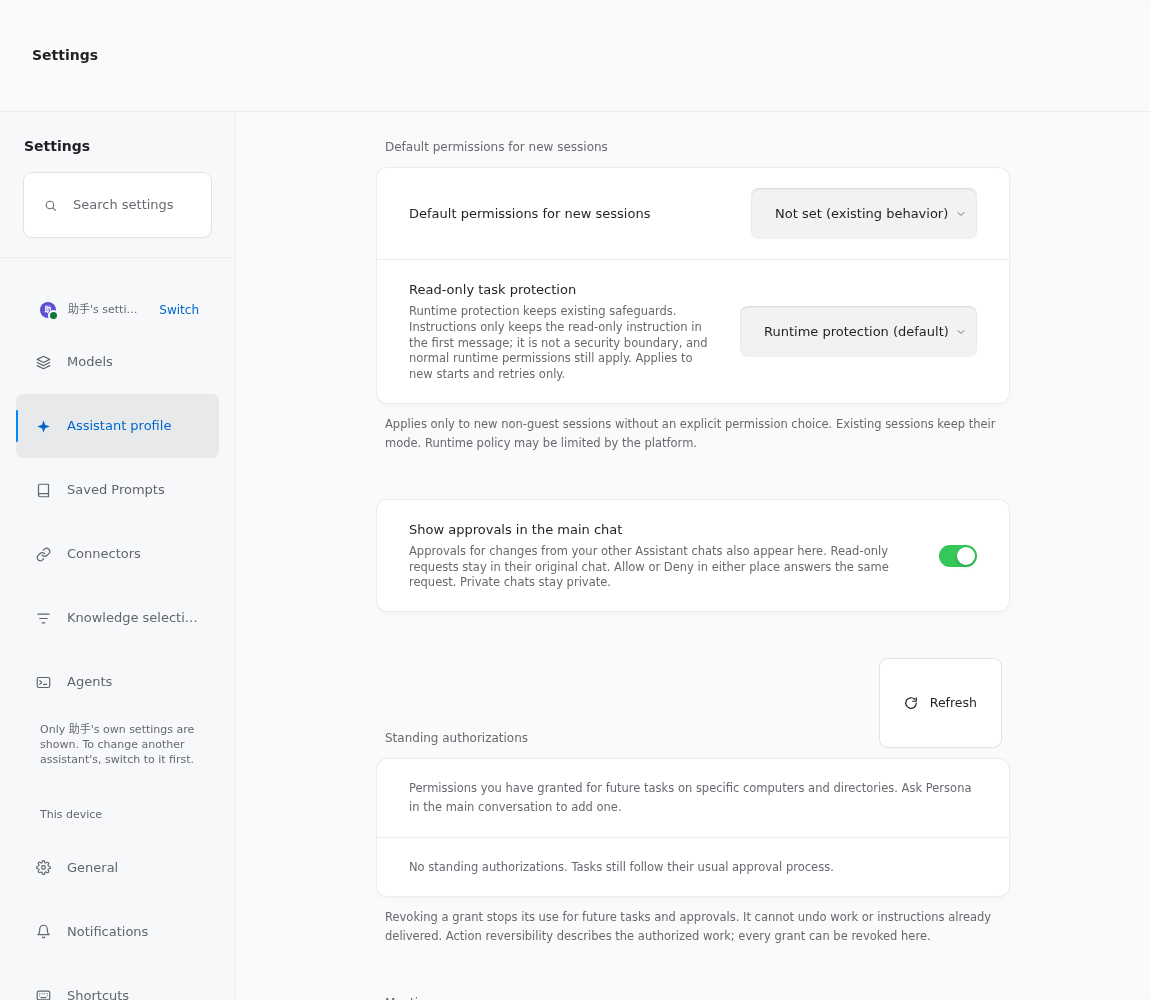 Settings
Settings
Search settings
助手's setti...
Switch
Models
Assistant profile
Saved Prompts
Connectors
Knowledge selecti...
Agents
Only 助手's own settings are
shown. To change another
assistant's, switch to it first.
This device
General
Notifications
Shortcuts
Default permissions for new sessions
Default permissions for new sessions
Not set (existing behavior)
Read-only task protection
Runtime protection keeps existing safeguards.
Instructions only keeps the read-only instruction in
the first message; it is not a security boundary, and
normal runtime permissions still apply. Applies to
new starts and retries only.
Runtime protection (default)
Applies only to new non-guest sessions without an explicit permission choice. Existing sessions keep their
mode. Runtime policy may be limited by the platform.
Show approvals in the main chat
Approvals for changes from your other Assistant chats also appear here. Read-only
requests stay in their original chat. Allow or Deny in either place answers the same
request. Private chats stay private.
Refresh
Standing authorizations
Permissions you have granted for future tasks on specific computers and directories. Ask Persona
in the main conversation to add one.
No standing authorizations. Tasks still follow their usual approval process.
Revoking a grant stops its use for future tasks and approvals. It cannot undo work or instructions already
delivered. Action reversibility describes the authorized work; every grant can be revoked here.